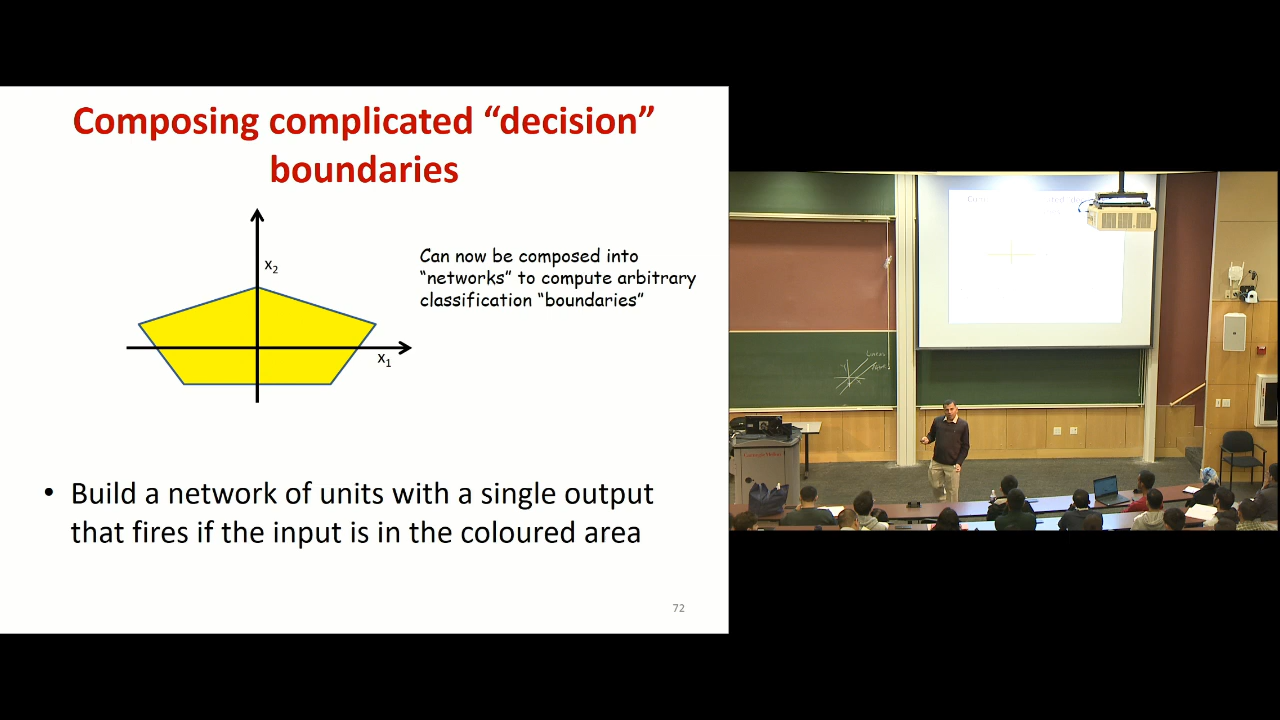 Composing complicated “decision”
boundaries
x2
Can now be composed into
“networks” to compute arbitrary
classification “boundaries”
x1
• Build a network of units with a single output
that fires if the input is in the coloured area
72